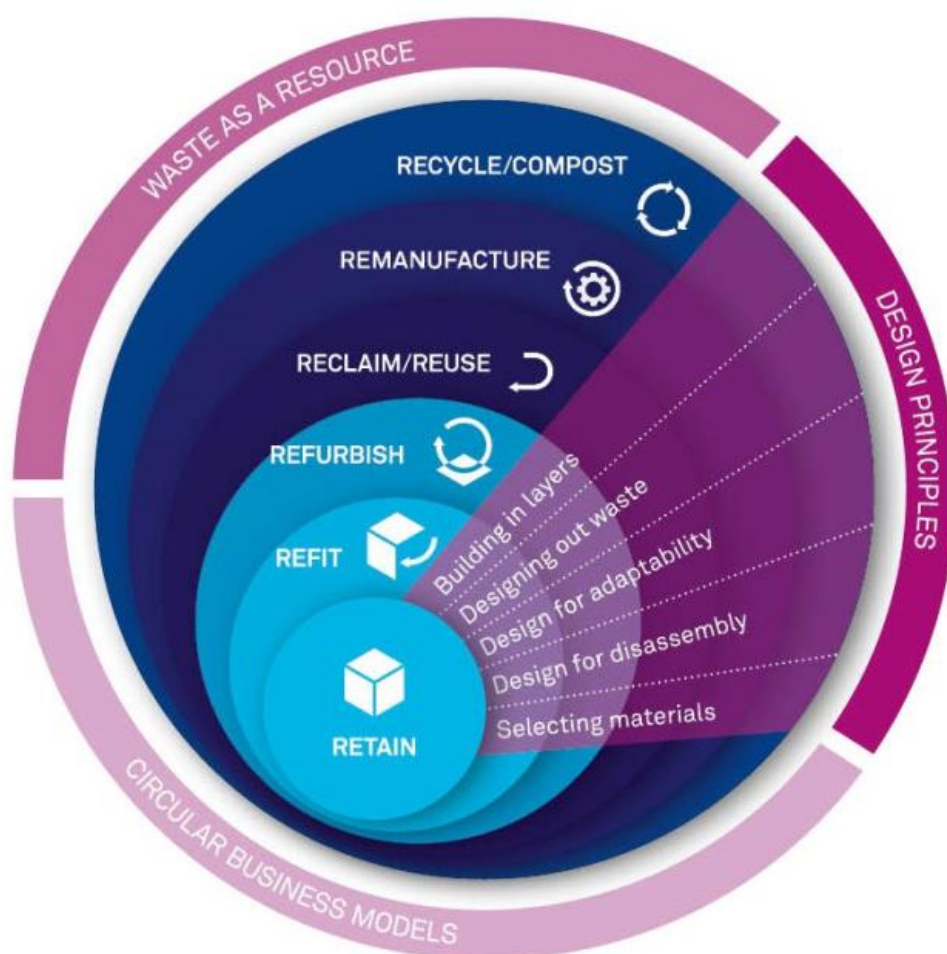 WASTE AS A RESOURCE
RECYCLE/COMPOST
REMANUFACTURE
RECLAIM/REUSE
REFURBISH
REFIT
RETAIN
Building in layers
Designing out waste
Design for adaptability
Design for disassembly
Selecting materials
DESIGN PRINCIPLES
CIRCULAR BUSINESS MODELS